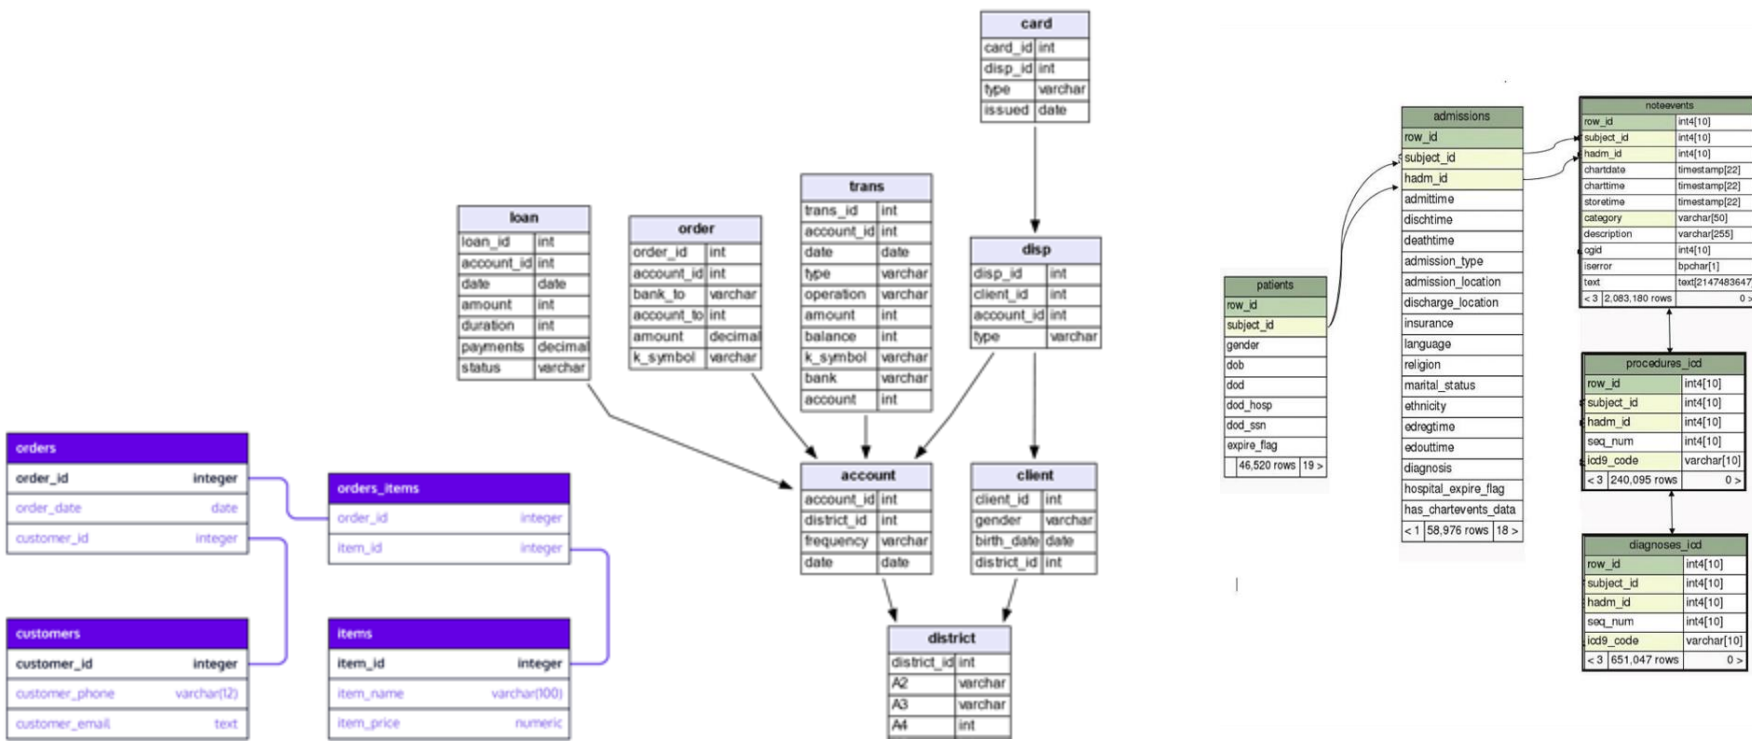 orders
order_id integer
order_date date
customer_id integer
customers
customer_id integer
customer_phone varchar(12)
customer_email text
orders_items
order_id integer
item_id integer
items
item_id integer
item_name varchar(100)
item_price numeric
loan
loan_id int
account_id int
date date
amount int
duration int
payments decimal
status varchar
order
order_id int
account_id int
bank_to varchar
account_to int
amount decimal
k_symbol varchar
trans
trans_id int
account_id int
date date
type varchar
operation varchar
amount int
balance int
k_symbol varchar
bank varchar
account int
card
card_id int
disp_id int
type varchar
issued date
disp
disp_id int
client_id int
account_id int
type varchar
account
account_id int
district_id int
frequency varchar
date date
client
client_id int
gender varchar
birth_date date
district_id int
district
district_id int
A2 varchar
A3 varchar
A4 int
patients
row_id
subject_id
gender
dob
dod
dod_hosp
dod_ssn
expire_flag
46,520 rows 19 >
admissions
row_id
subject_id
hadm_id
admittime
dischtime
deathtime
admission_type
admission_location
discharge_location
insurance
language
religion
marital_status
ethnicity
edregtime
edouttime
diagnosis
hospital_expire_flag
has_chartevents_data
< 1 58,976 rows 18 >
noteevents
row_id int4[10]
subject_id int4[10]
hadm_id int4[10]
chartdate timestamp[22]
charttime timestamp[22]
storetime timestamp[22]
category varchar[50]
description varchar[255]
cgid int4[10]
iserror bpchar[1]
text text[2147483647]
< 3 2,083,180 rows 0 >
procedures_icd
row_id int4[10]
subject_id int4[10]
hadm_id int4[10]
seq_num int4[10]
icd9_code varchar[10]
< 3 240,095 rows 0 >
diagnoses_icd
row_id int4[10]
subject_id int4[10]
hadm_id int4[10]
seq_num int4[10]
icd9_code varchar[10]
< 3 651,047 rows 0 >